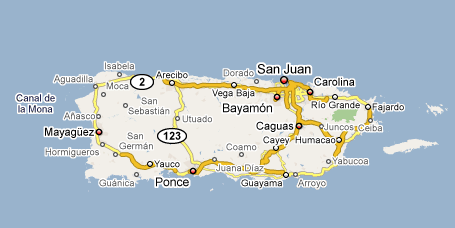 San Juan
Isabela
Dorado
Carolina
Aguadilla
2
Arecibo
Moca
Vega Baja
Canal de
la Mona
San
Sebastián
Bayamón
Río Grande
Fajardo
Añasco
Utuado
Caguas
Juncos
Ceiba
Mayagüez
123
Hormigueros
San
Germán
Coamo
Cayey
Humacao
Yauco
Juana Díaz
Yabucoa
Guánica
Ponce
Guayama
Arroyo